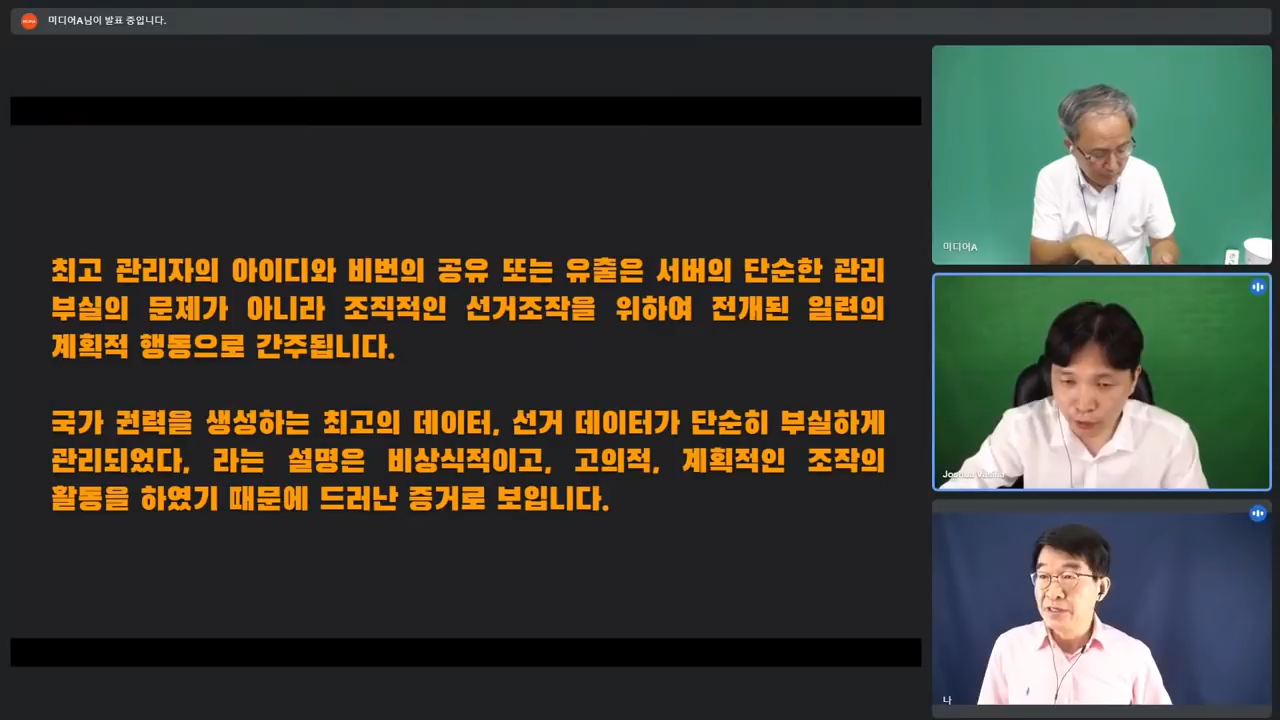 미디어A님이 발표 중입니다.
최고 관리자의 아이디와 비번의 공유 또는 유출은 서버의 단순한 관리
부실의 문제가 아니라 조직적인 선거조작을 위하여 전개된 일련의
계획적 행동으로 간주됩니다.
국가 권력을 생성하는 최고의 데이터, 선거 데이터가 단순히 부실하게
관리되었다, 라는 설명은 비상식적이고, 고의적, 계획적인 조작의
활동을 하였기 때문에 드러난 증거로 보입니다.
미디어A
Joshua
나